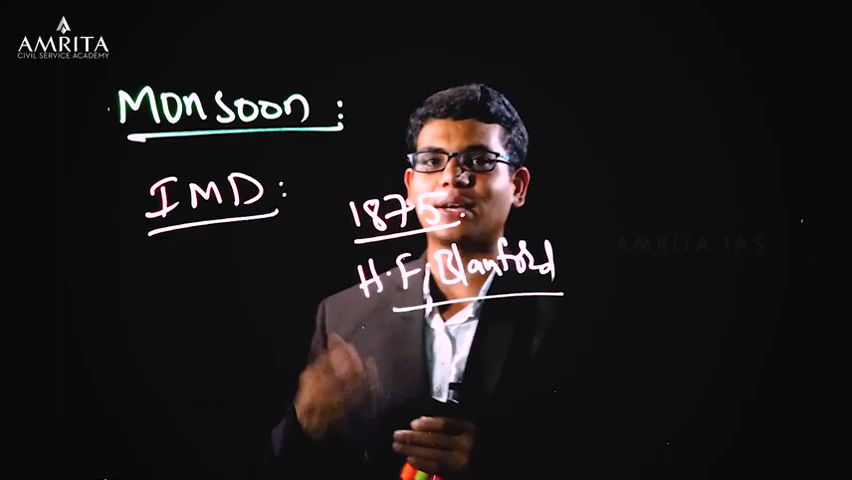 AMRITA
CIVIL SERVICE ACADEMY
Monsoon :
IMD :
1875.
H.F. Blanford
AMRITA IAS